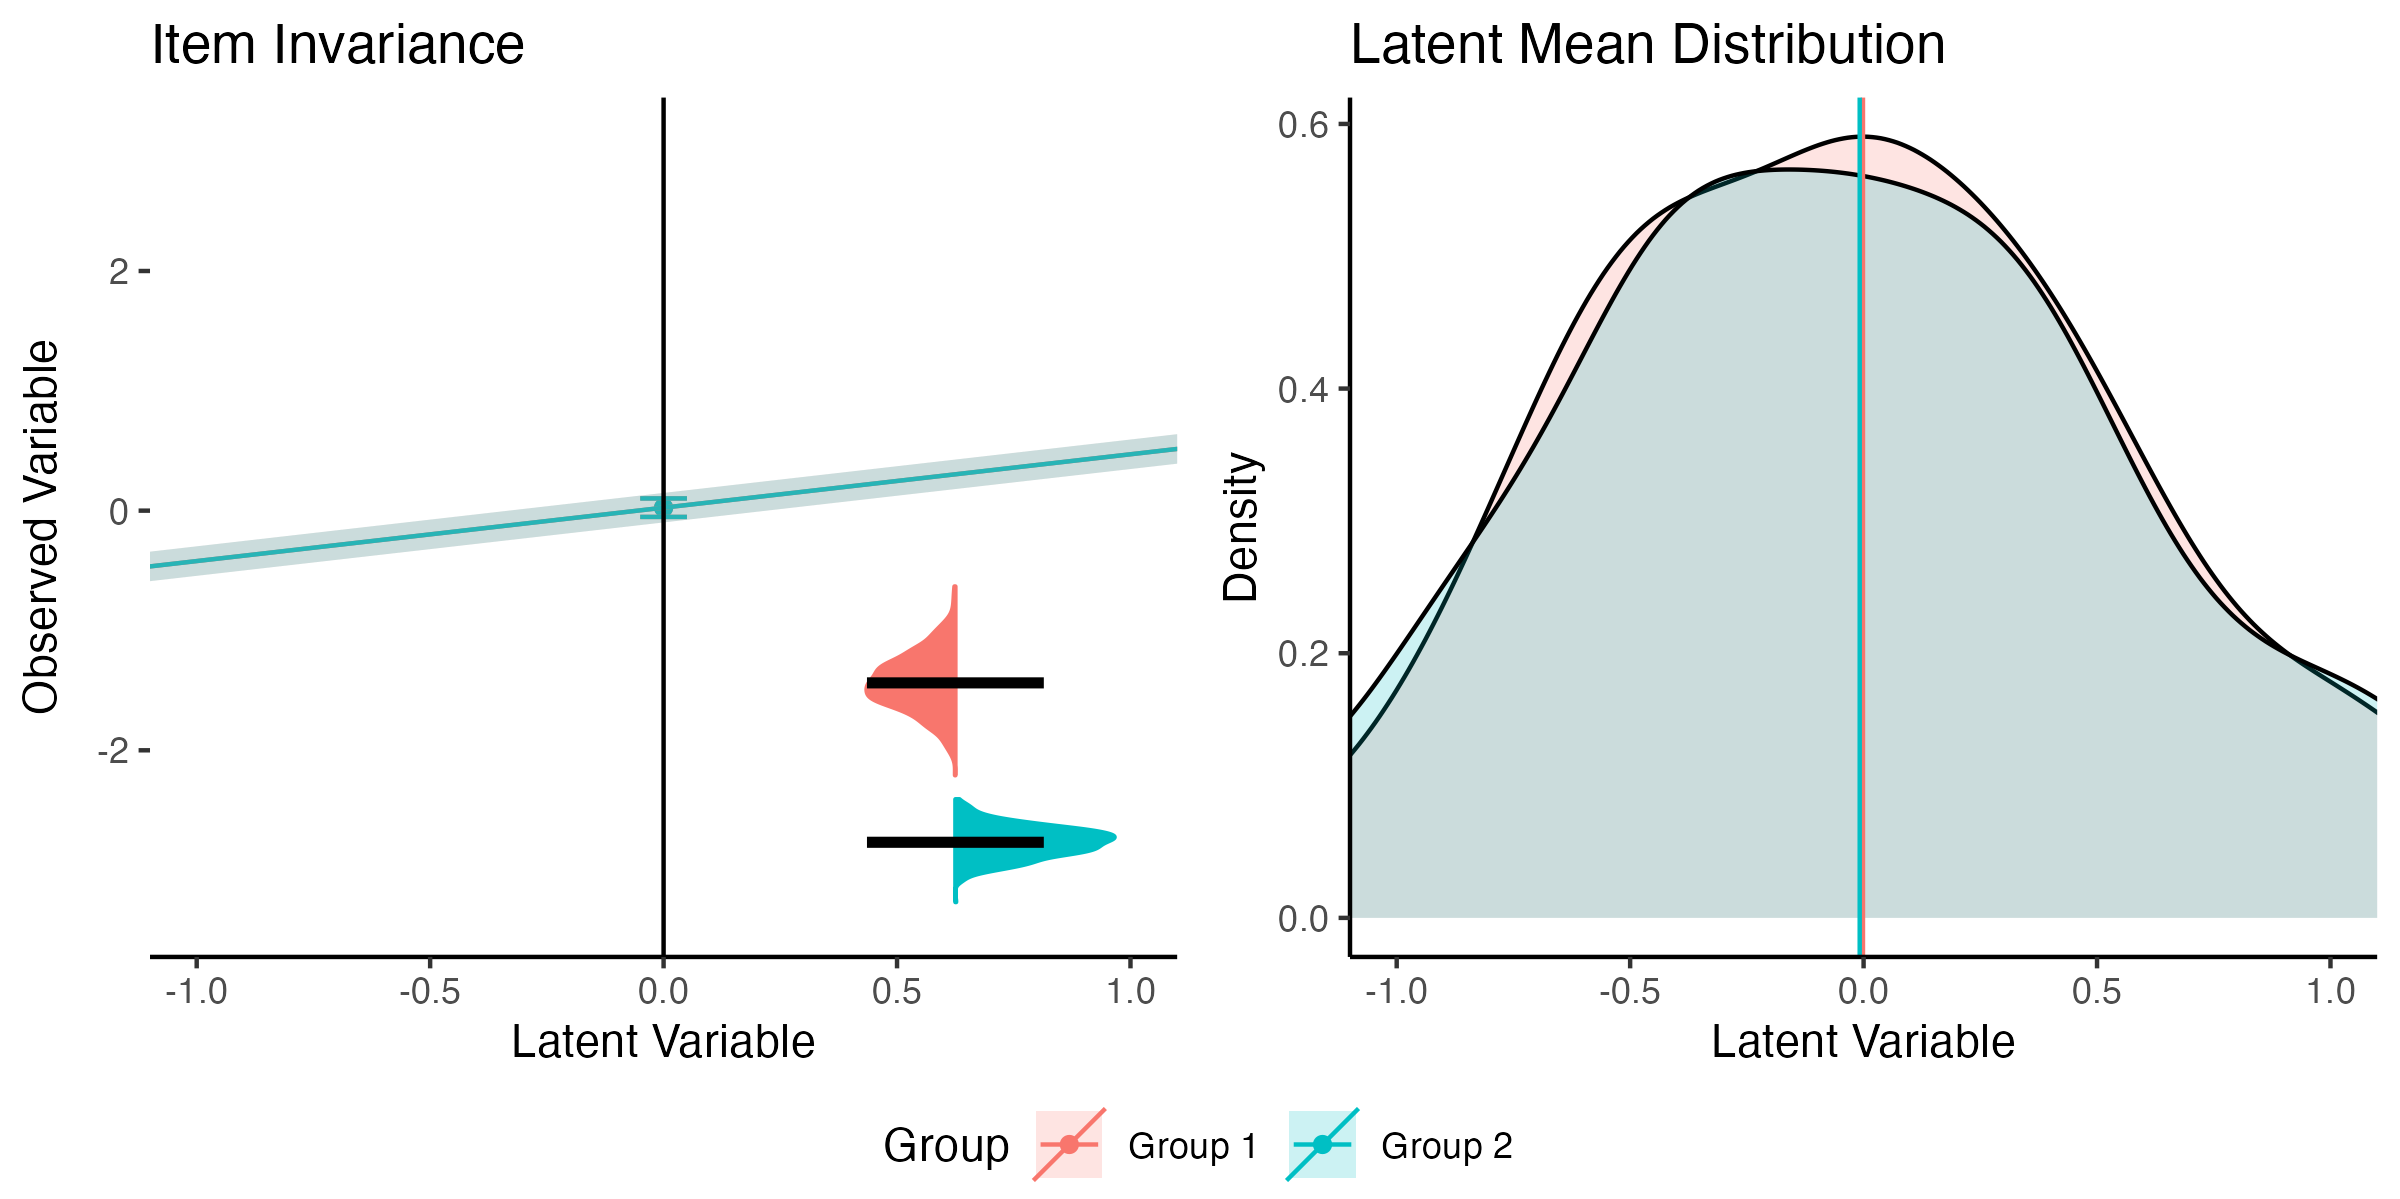 Item Invariance
Observed Variable
2
0
-2
-1.0 -0.5 0.0 0.5 1.0
Latent Variable
Latent Mean Distribution
Density
0.6
0.4
0.2
0.0
-1.0 -0.5 0.0 0.5 1.0
Latent Variable
Group Group 1 Group 2